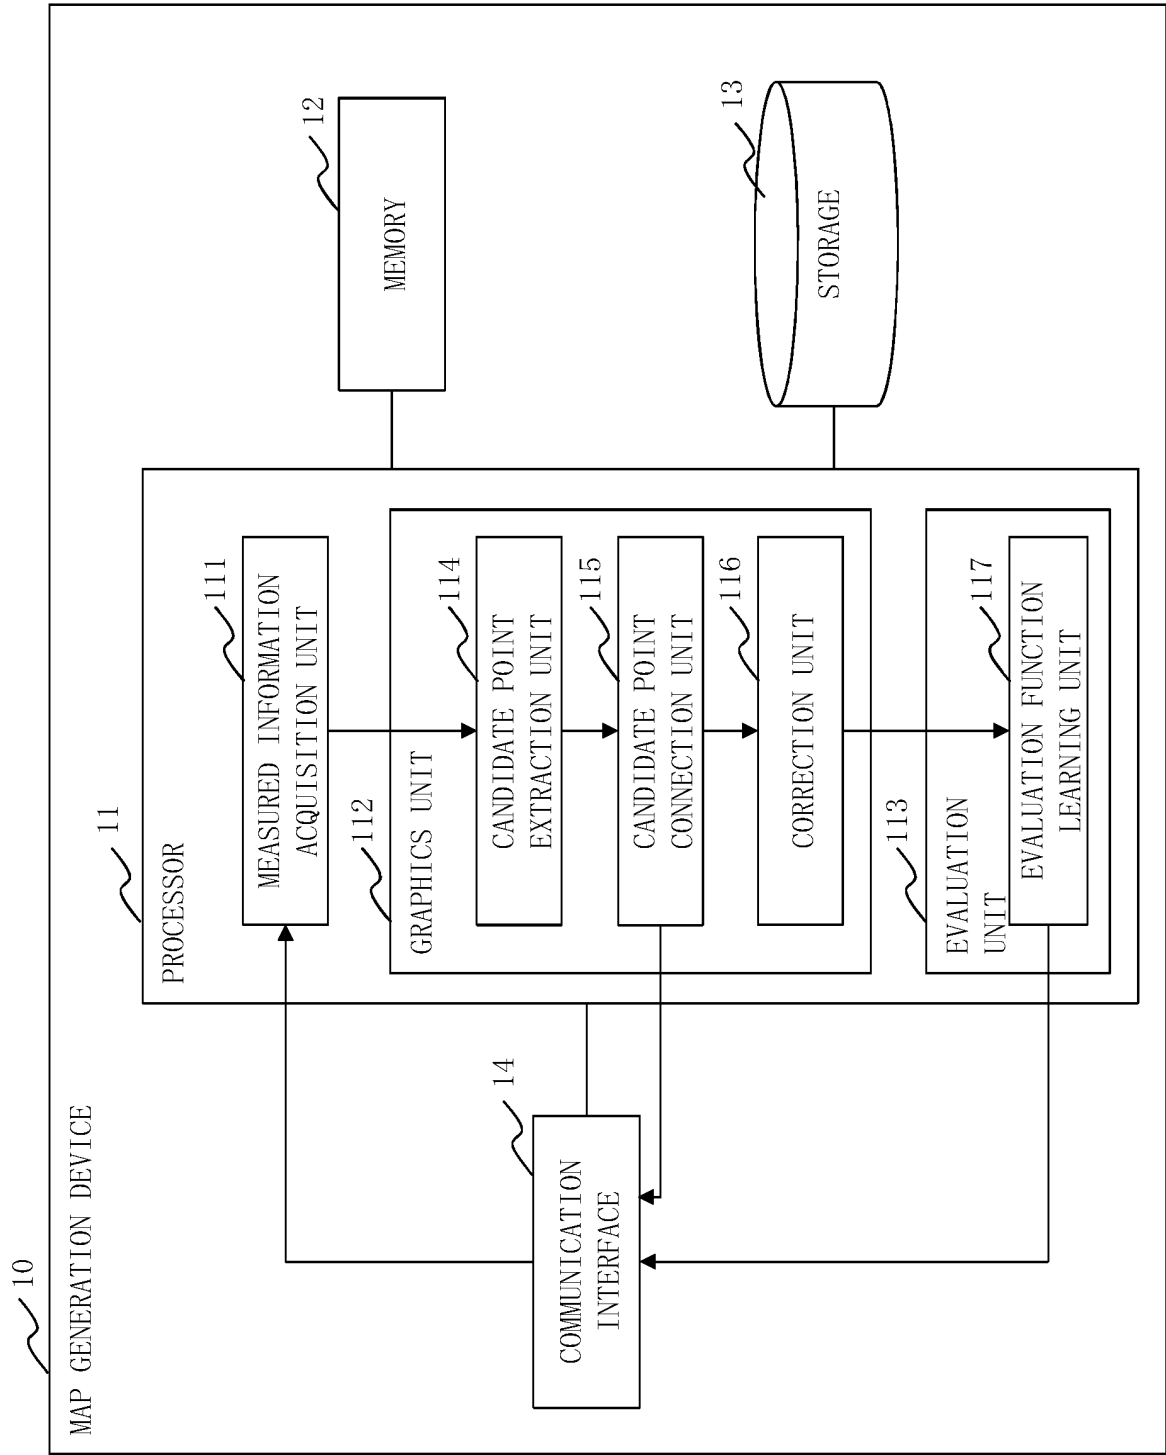 10
MAP GENERATION DEVICE
11
PROCESSOR
111
MEASURED INFORMATION
ACQUISITION UNIT
112
GRAPHICS UNIT
114
CANDIDATE POINT
EXTRACTION UNIT
115
CANDIDATE POINT
CONNECTION UNIT
116
CORRECTION UNIT
113
EVALUATION
UNIT
117
EVALUATION FUNCTION
LEARNING UNIT
14
COMMUNICATION
INTERFACE
12
MEMORY
13
STORAGE